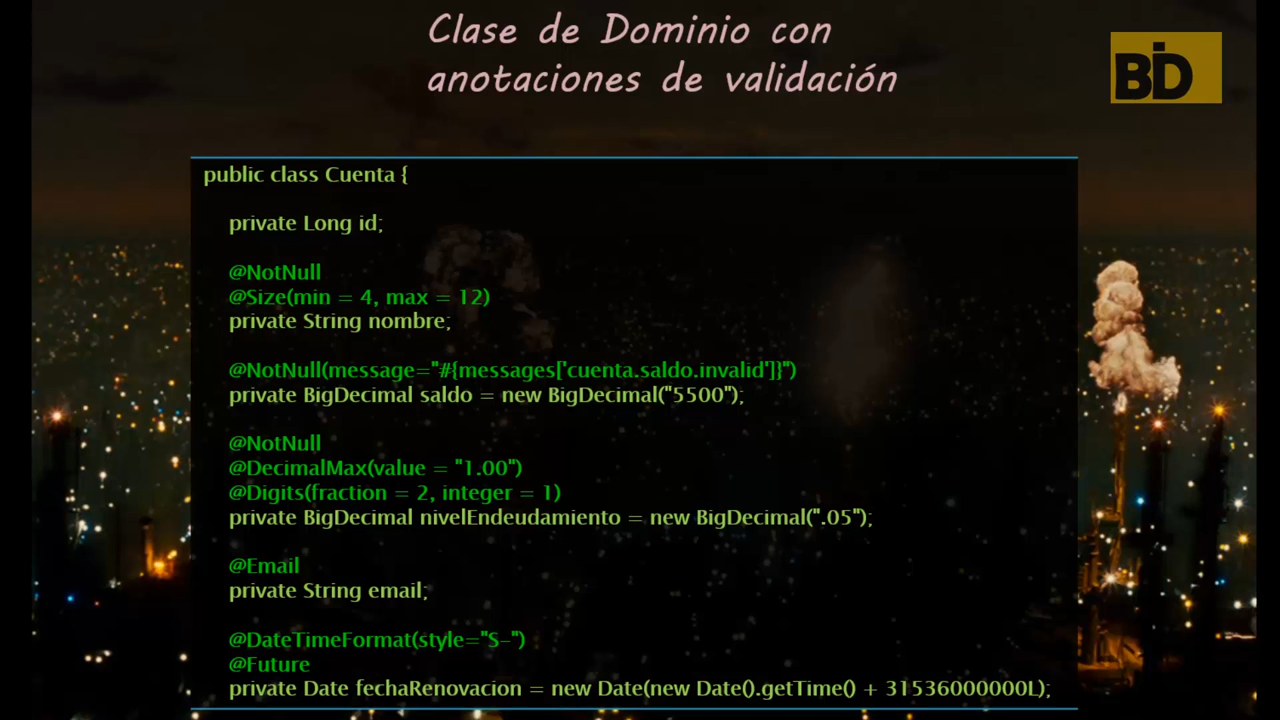 Clase de Dominio con
anotaciones de validación
BID
public class Cuenta {
private Long id;
@NotNull
@Size(min = 4, max = 12)
private String nombre;
@NotNull(message="#{messages['cuenta.saldo.invalid']}")
private BigDecimal saldo = new BigDecimal("5500");
@NotNull
@DecimalMax(value = "1.00")
@Digits(fraction = 2, integer = 1)
private BigDecimal nivelEndeudamiento = new BigDecimal(".05");
@Email
private String email;
@DateTimeFormat(style="S-")
@Future
private Date fechaRenovacion = new Date(new Date().getTime() + 31536000000L);